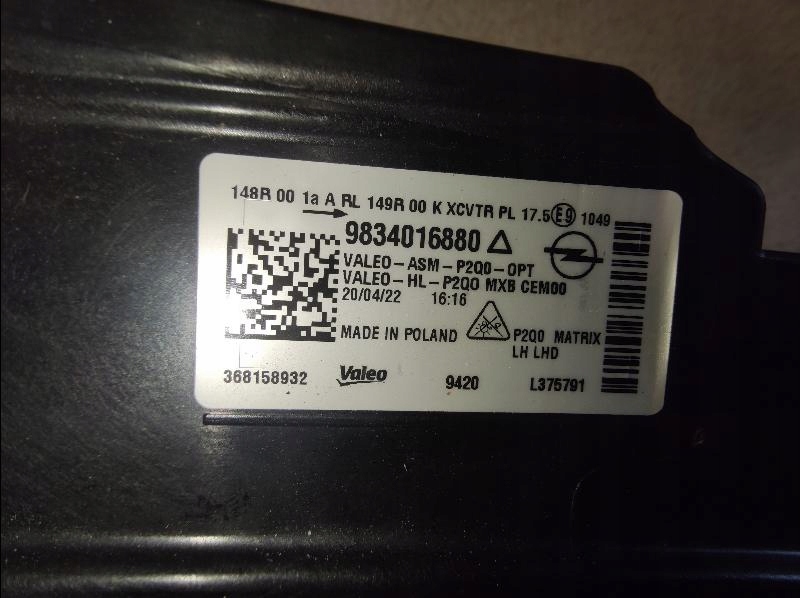 148R 00 1a A RL 149R 00 K XCVTR PL 17.5 E9 1049
9834016880
VALEO-ASM-P2Q0-OPT
VALEO-HL-P2QO MXB CEM00
20/04/22 16:16
MADE IN POLAND P2Q0 MATRIX
LH LHD
368158932 Valeo 9420 L375791